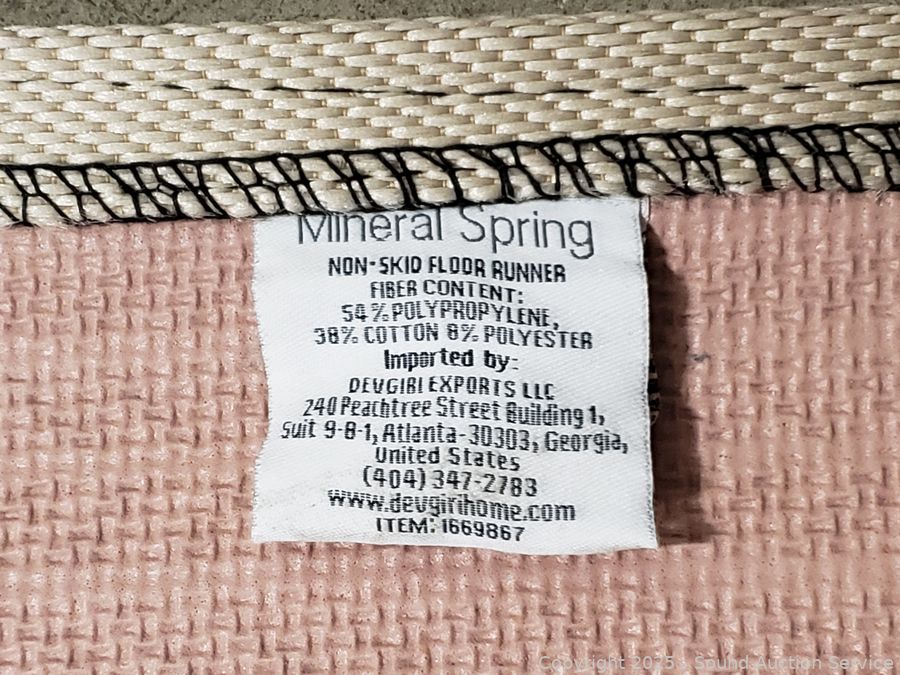 Mineral Spring
NON-SKID FLOOR RUNNER
FIBER CONTENT:
54%POLYPROPYLENE,
38% COTTON 8% POLYESTER
Imported by:
DEVGIRI EXPORTS LLC
240 Peachtree Street Building 1,
Suit 9-B-1, Atlanta-30303, Georgia,
United States
(404) 347-2783
www.devgirihome.com
ITEM: 1669867
Copyright 2025 - Sound Auction Service